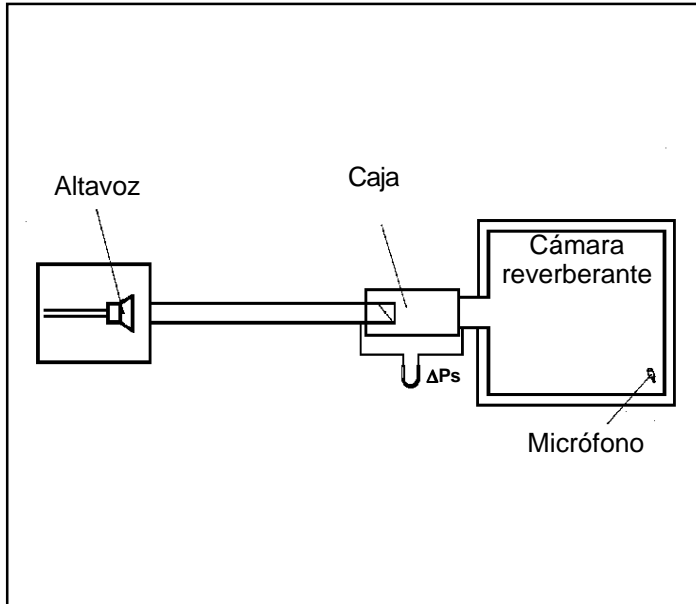 Altavoz
Caja
Cámara
reverberante
ΔPs
Micrófono